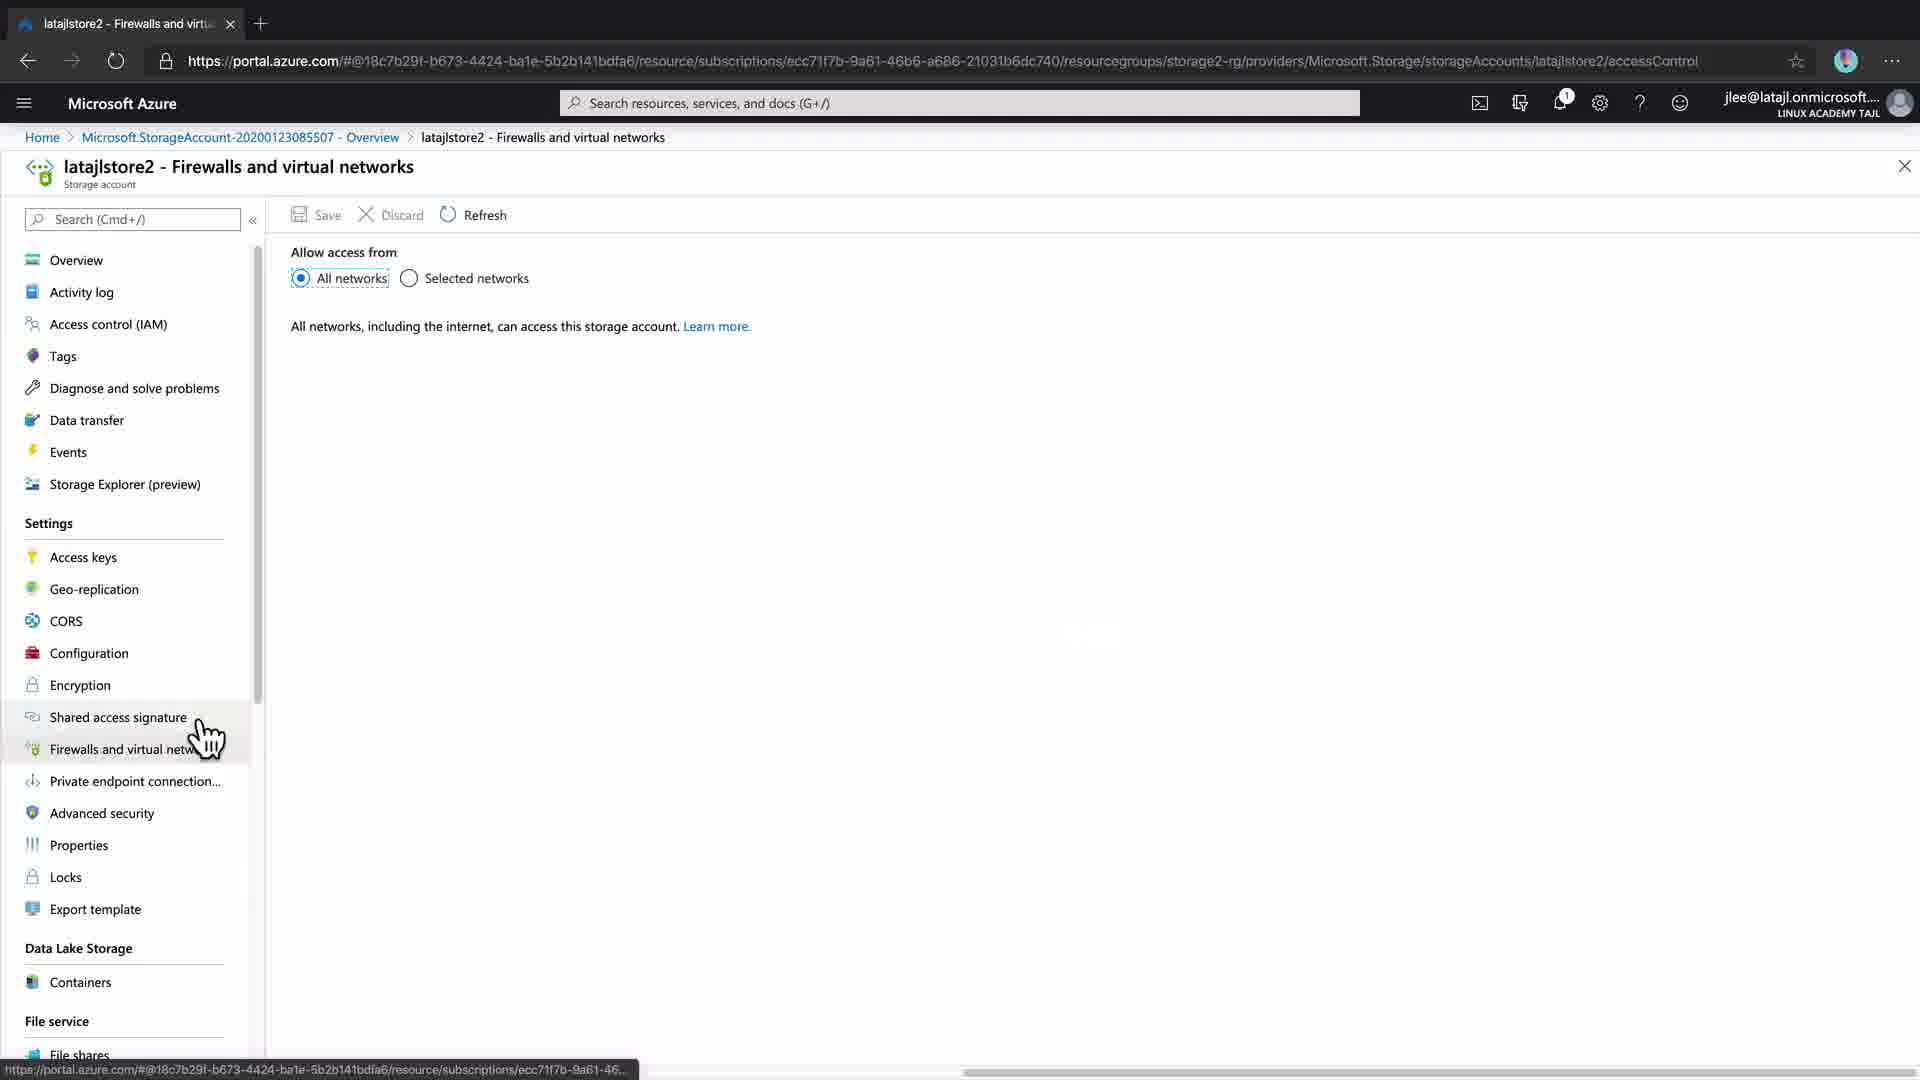 latajlstore2 - Firewalls and virtu
https://portal.azure.com/#@18c7b29f-b673-4424-ba1e-5b2b141bdfa6/resource/subscriptions/ecc71f7b-9a61-46b6-a686-21031b6dc740/resourcegroups/storage2-rg/providers/Microsoft.Storage/storageAccounts/latajlstore2/accessControl
Microsoft Azure
Search resources, services, and docs (G+/)
1
jlee@latajl.onmicrosoft....
LINUX ACADEMY TAJL
Home > Microsoft.StorageAccount-20200123085507 - Overview > latajlstore2 - Firewalls and virtual networks
latajlstore2 - Firewalls and virtual networks
Storage account
Search (Cmd+/)
«
Save
Discard
Refresh
Allow access from
All networks
Selected networks
All networks, including the internet, can access this storage account. Learn more.
Overview
Activity log
Access control (IAM)
Tags
Diagnose and solve problems
Data transfer
Events
Storage Explorer (preview)
Settings
Access keys
Geo-replication
CORS
Configuration
Encryption
Shared access signature
Firewalls and virtual netw
Private endpoint connection...
Advanced security
Properties
Locks
Export template
Data Lake Storage
Containers
File service
File shares
https://portal.azure.com/#@18c7b29f-b673-4424-ba1e-5b2b141bdfa6/resource/subscriptions/ecc71f7b-9a61-46...